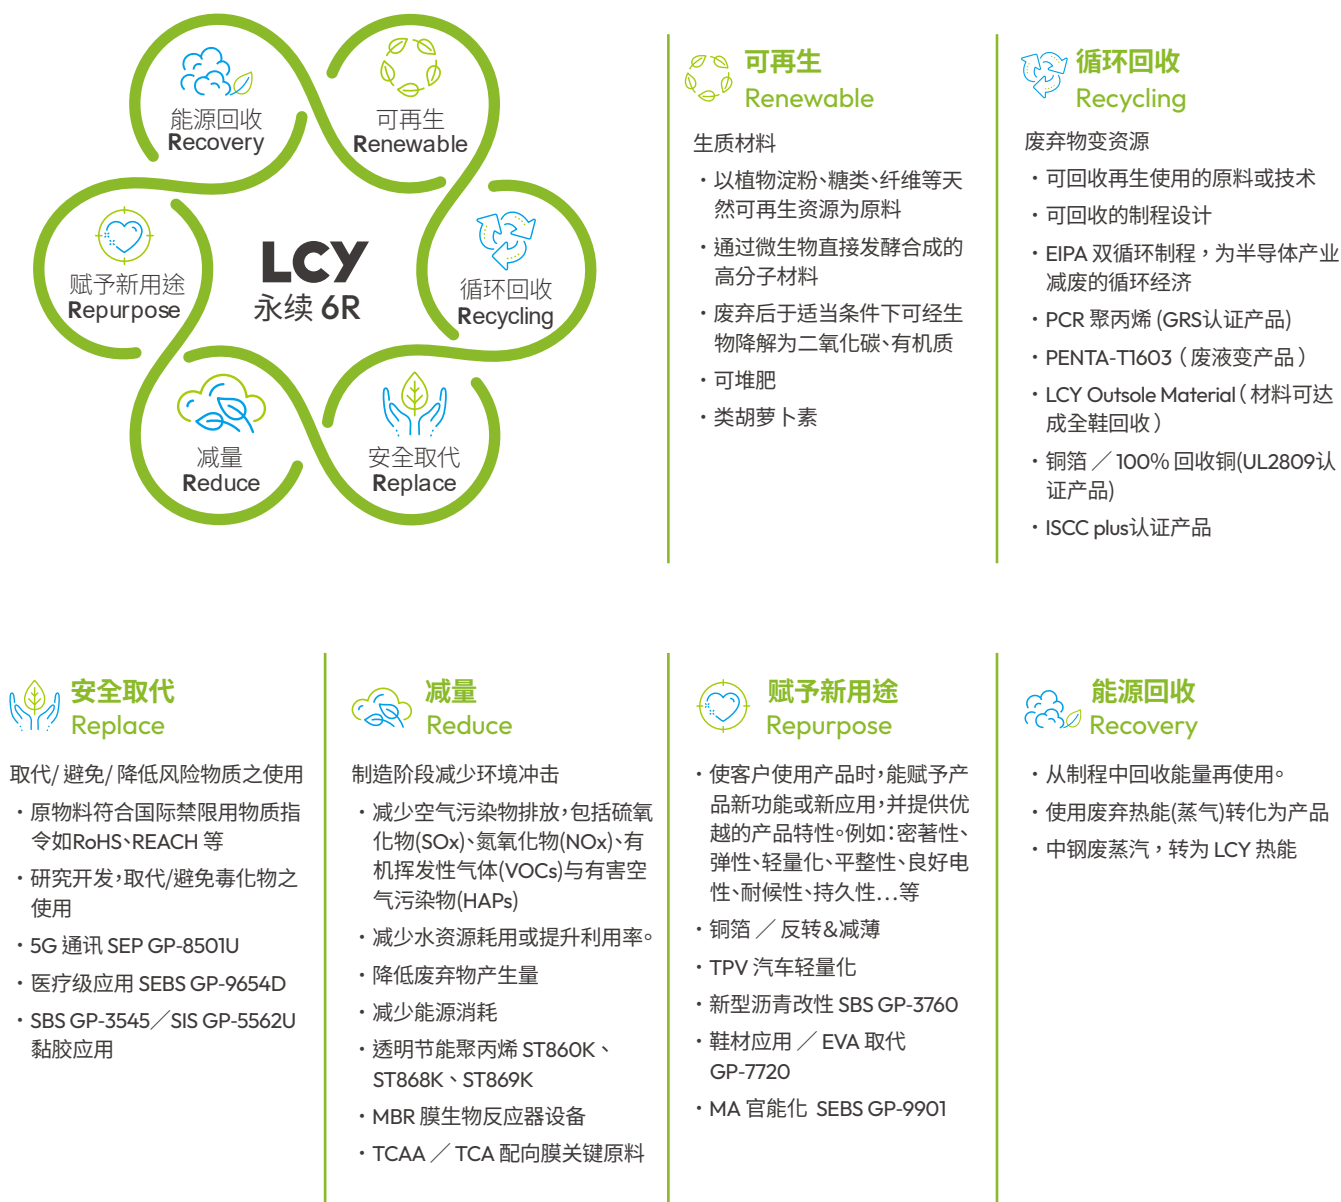 能源回收
Recovery
可再生
Renewable
赋予新用途
Repurpose
LCY
永续 6R
循环回收
Recycling
减量
Reduce
安全取代
Replace
可再生
Renewable
生质材料
·以植物淀粉、糖类、纤维等天
然可再生资源为原料
·通过微生物直接发酵合成的
高分子材料
·废弃后于适当条件下可经生
物降解为二氧化碳、有机质
·可堆肥
·类胡萝卜素
循环回收
Recycling
废弃物变资源
·可回收再生使用的原料或技术
·可回收的制程设计
·EIPA 双循环制程,为半导体产业
减废的循环经济
·PCR 聚丙烯 (GRS认证产品)
·PENTA-T1603(废液变产品)
·LCY Outsole Material(材料可达
成全鞋回收)
·铜箔／100% 回收铜(UL2809认
证产品)
·ISCC plus认证产品
安全取代
Replace
取代/ 避免/ 降低风险物质之使用
·原物料符合国际禁限用物质指
令如RoHS、REACH 等
·研究开发,取代/避免毒化物之
使用
·5G 通讯 SEP GP-8501U
·医疗级应用 SEBS GP-9654D
·SBS GP-3545／SIS GP-5562U
黏胶应用
减量
Reduce
制造阶段减少环境冲击
·减少空气污染物排放,包括硫氧
化物(SOx)、氮氧化物(NOx)、有
机挥发性气体(VOCs)与有害空
气污染物(HAPs)
·减少水资源耗用或提升利用率。
·降低废弃物产生量
·减少能源消耗
·透明节能聚丙烯 ST860K、
ST868K、ST869K
·MBR 膜生物反应器设备
·TCAA ／ TCA 配向膜关键原料
赋予新用途
Repurpose
·使客户使用产品时,能赋予产
品新功能或新应用,并提供优
越的产品特性。例如:密著性、
弹性、轻量化、平整性、良好电
性、耐候性、持久性...等
·铜箔 ／ 反转&减薄
·TPV 汽车轻量化
·新型沥青改性 SBS GP-3760
·鞋材应用 ／ EVA 取代
GP-7720
·MA 官能化 SEBS GP-9901
能源回收
Recovery
·从制程中回收能量再使用。
·使用废弃热能(蒸气)转化为产品
·中钢废蒸汽,转为 LCY 热能